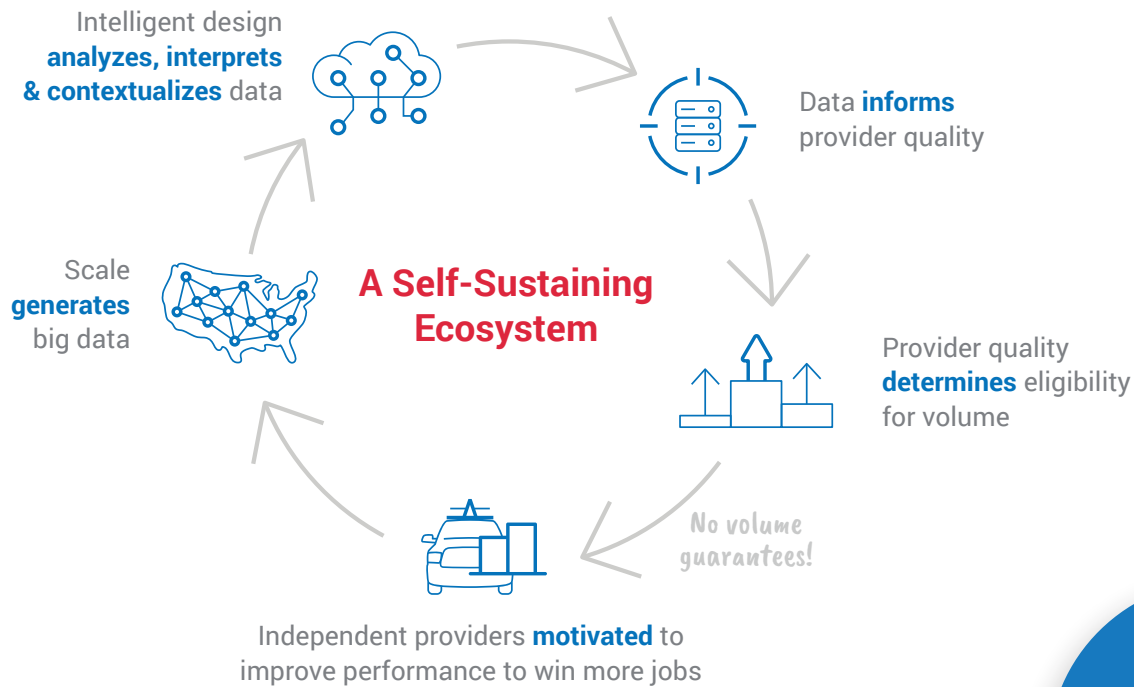 Intelligent design
analyzes, interprets
& contextualizes data
Data informs
provider quality
Scale
generates
big data
A Self-Sustaining
Ecosystem
Provider quality
determines eligibility
for volume
No volume
guarantees!
Independent providers motivated to
improve performance to win more jobs